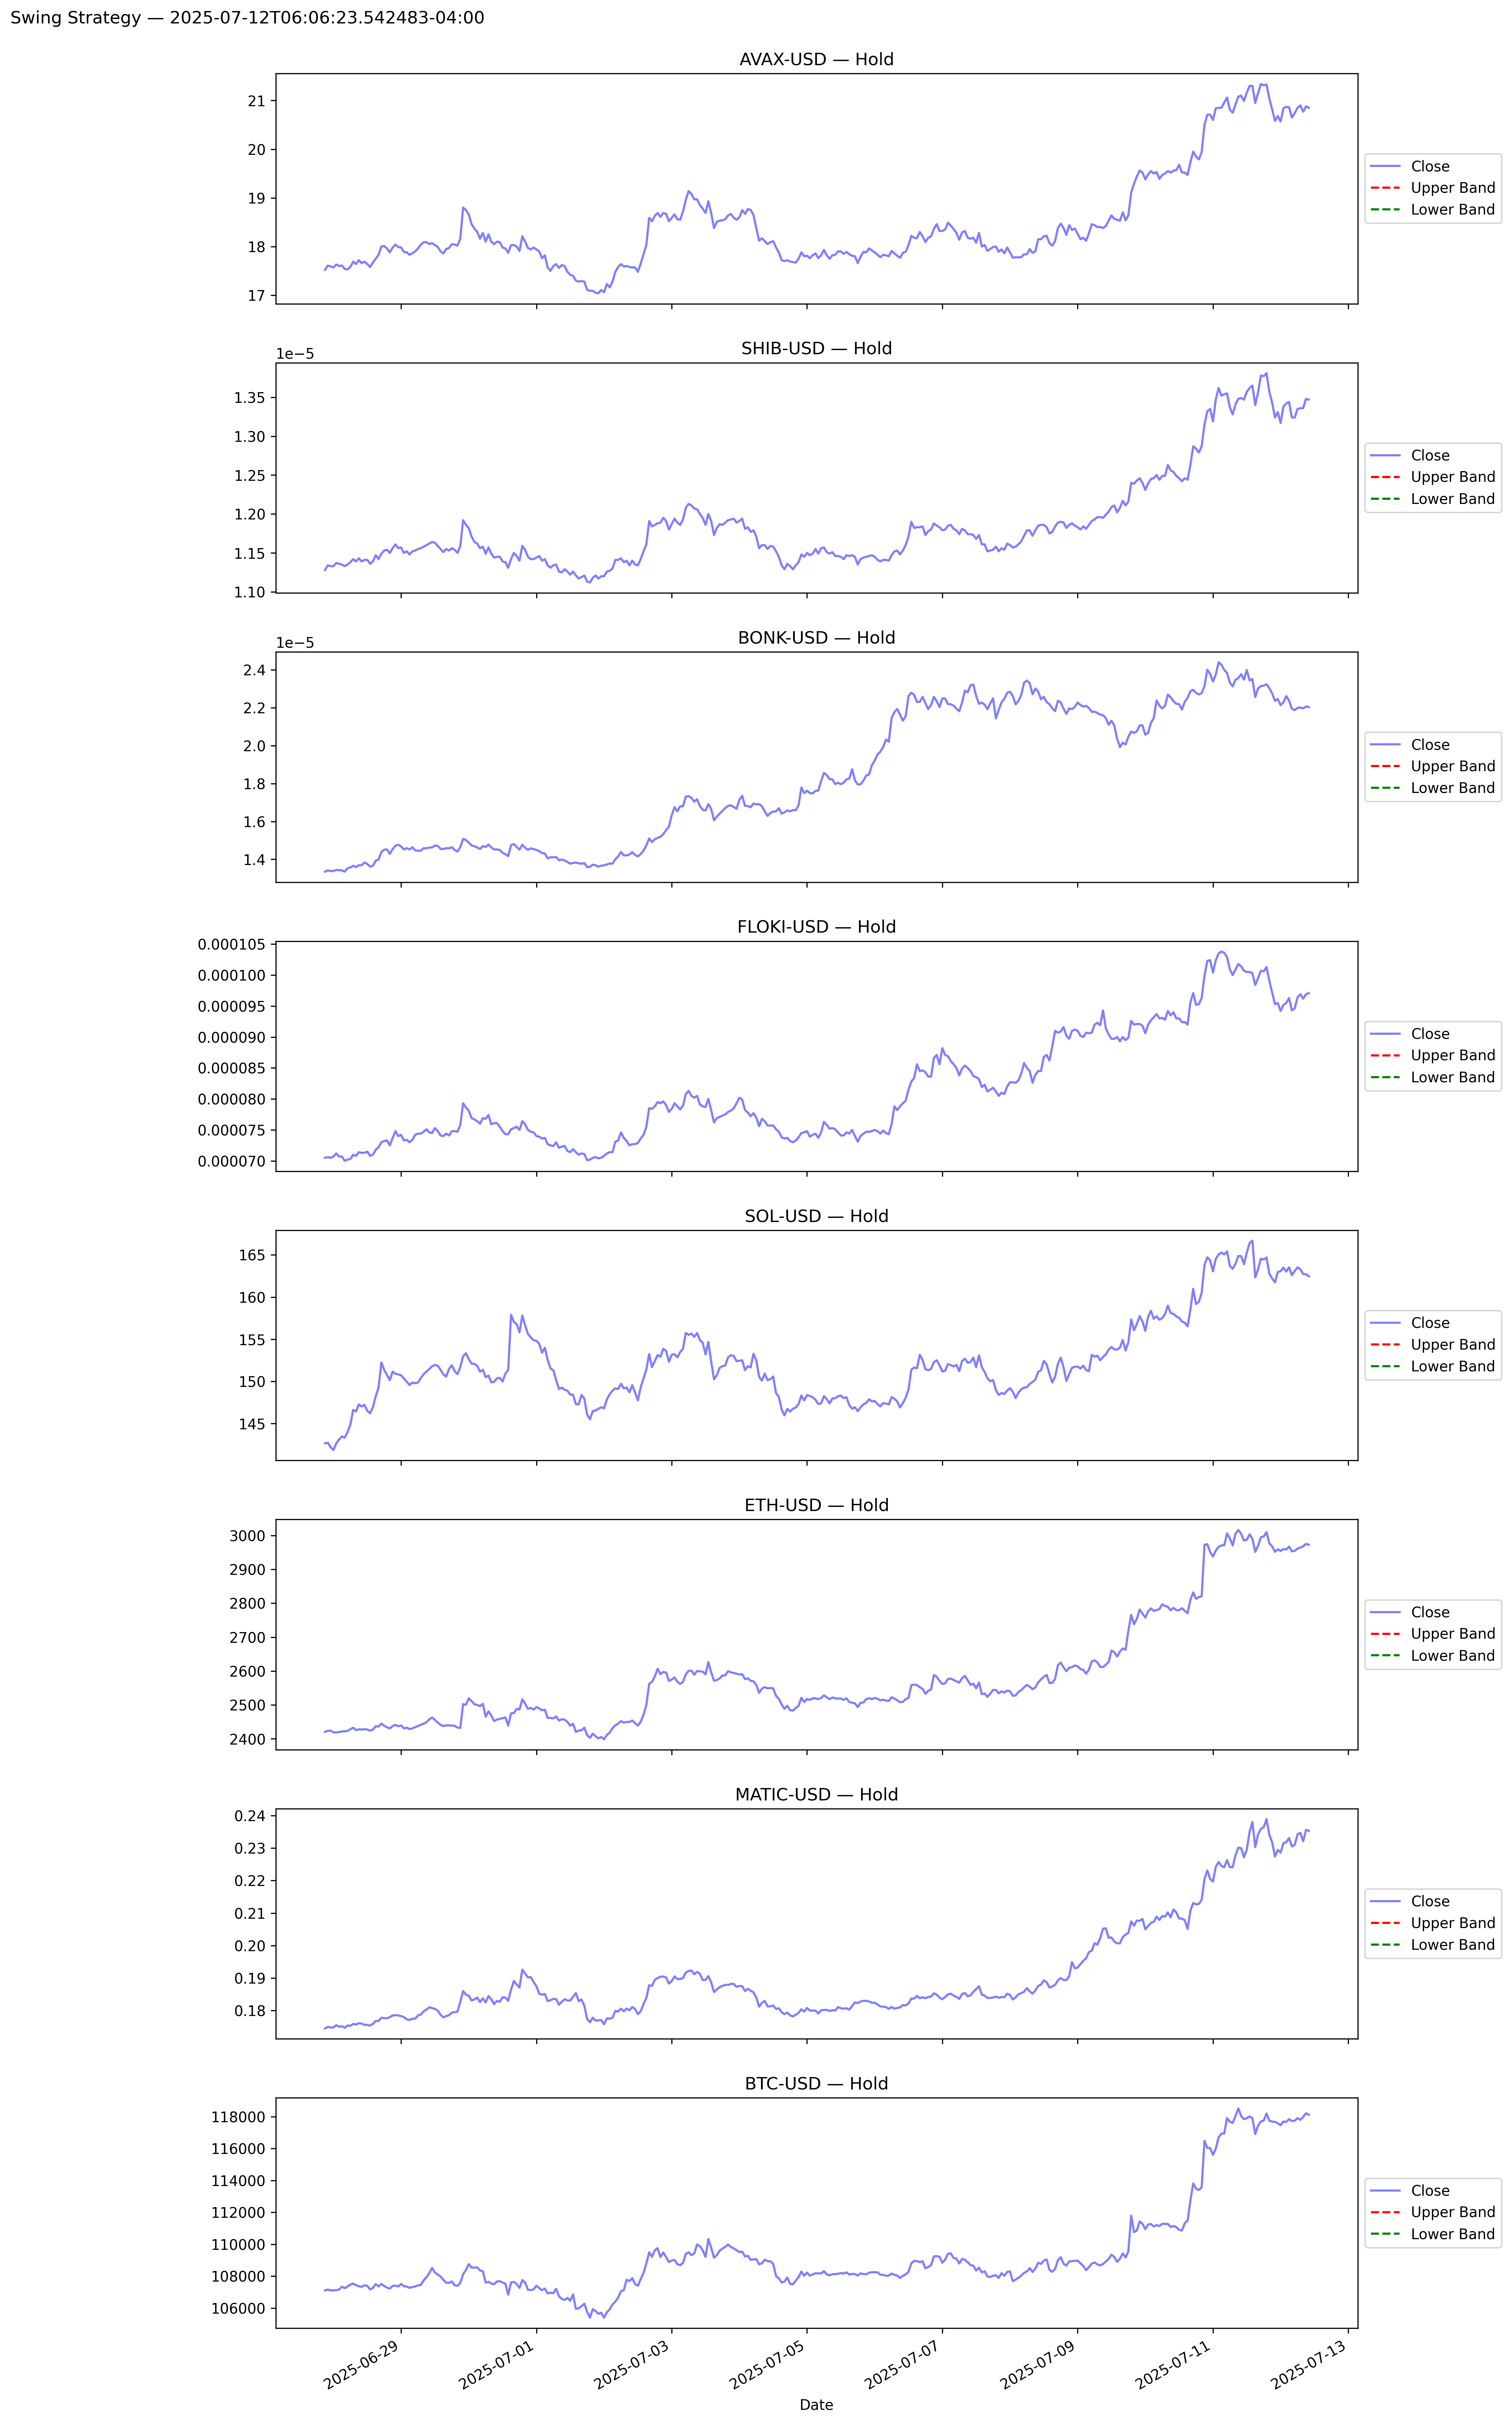 Swing Strategy — 2025-07-12T06:06:23.542483-04:00
AVAX-USD — Hold
21
20
19
18
17
Close
Upper Band
Lower Band
SHIB-USD — Hold
1e−5
1.35
1.30
1.25
1.20
1.15
1.10
Close
Upper Band
Lower Band
BONK-USD — Hold
1e−5
2.4
2.2
2.0
1.8
1.6
1.4
Close
Upper Band
Lower Band
FLOKI-USD — Hold
0.000105
0.000100
0.000095
0.000090
0.000085
0.000080
0.000075
0.000070
Close
Upper Band
Lower Band
SOL-USD — Hold
165
160
155
150
145
Close
Upper Band
Lower Band
ETH-USD — Hold
3000
2900
2800
2700
2600
2500
2400
Close
Upper Band
Lower Band
MATIC-USD — Hold
0.24
0.23
0.22
0.21
0.20
0.19
0.18
Close
Upper Band
Lower Band
BTC-USD — Hold
118000
116000
114000
112000
110000
108000
106000
Close
Upper Band
Lower Band
2025-06-29
2025-07-01
2025-07-03
2025-07-05
2025-07-07
2025-07-09
2025-07-11
2025-07-13
Date